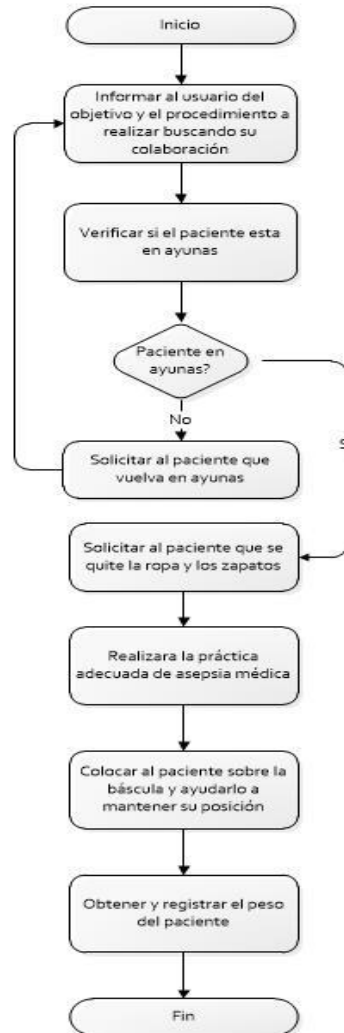 Inicio
Informar al usuario del
objetivo y el procedimiento a
realizar buscando su
colaboración
Verificar si el paciente esta
en ayunas
Paciente en
ayunas?
No
Solicitar al paciente que
vuelva en ayunas
Solicitar al paciente que se
quite la ropa y los zapatos
Realizara la práctica
adecuada de asepsia médica
Colocar al paciente sobre la
báscula y ayudarlo a
mantener su posición
Obtener y registrar el peso
del paciente
Fin